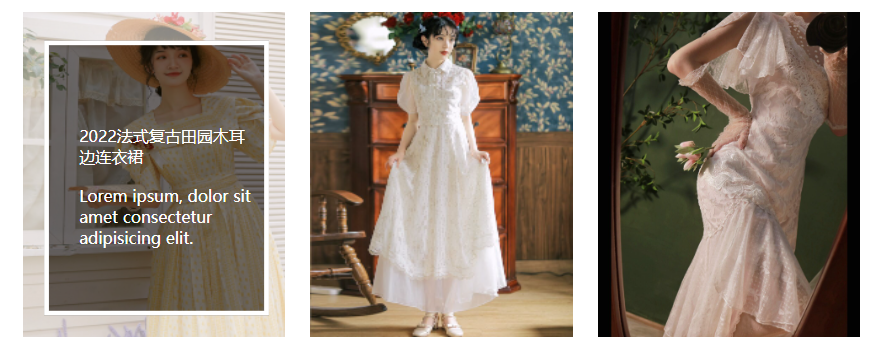 2022法式复古田园木耳
边连衣裙
Lorem ipsum, dolor sit
amet consectetur
adipisicing elit.